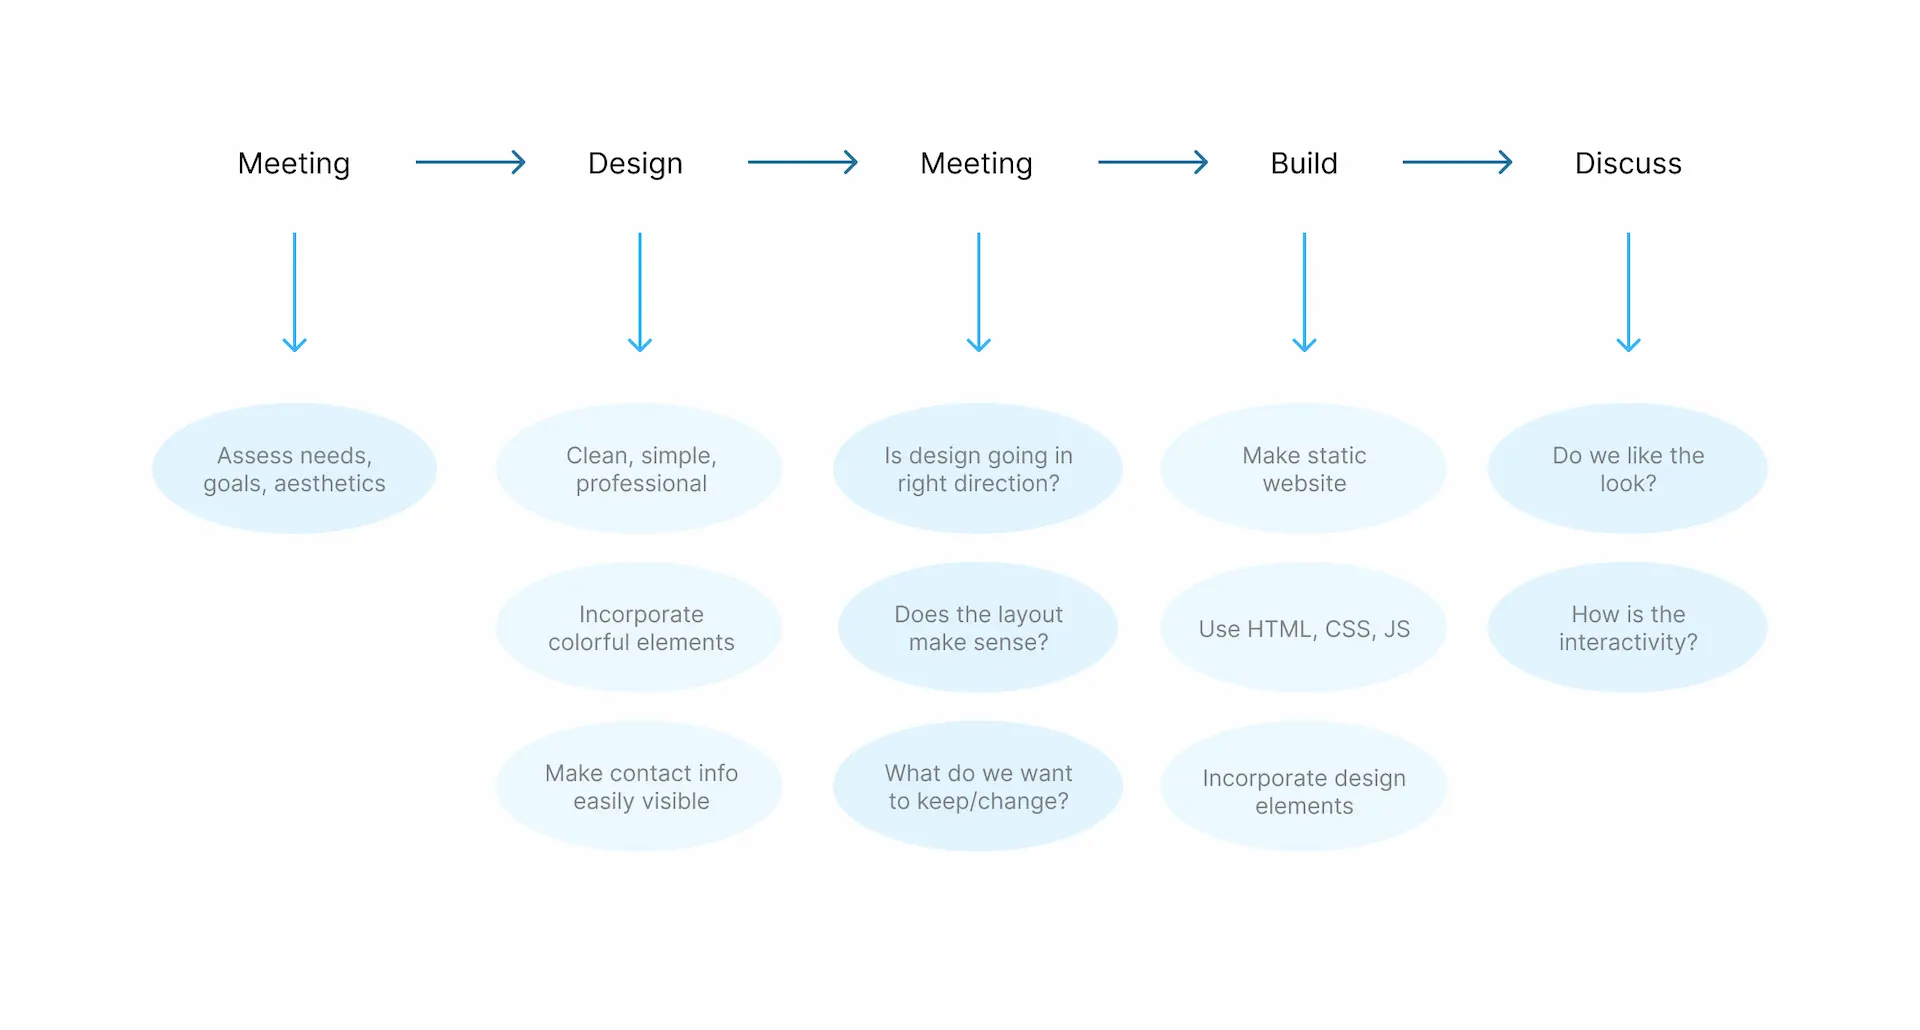 Meeting
Design
Meeting
Build
Discuss
Assess needs,
goals, aesthetics
Clean, simple,
professional
Incorporate
colorful elements
Make contact info
easily visible
Is design going in
right direction?
Does the layout
make sense?
What do we want
to keep/change?
Make static
website
Use HTML, CSS, JS
Incorporate design
elements
Do we like the
look?
How is the
interactivity?